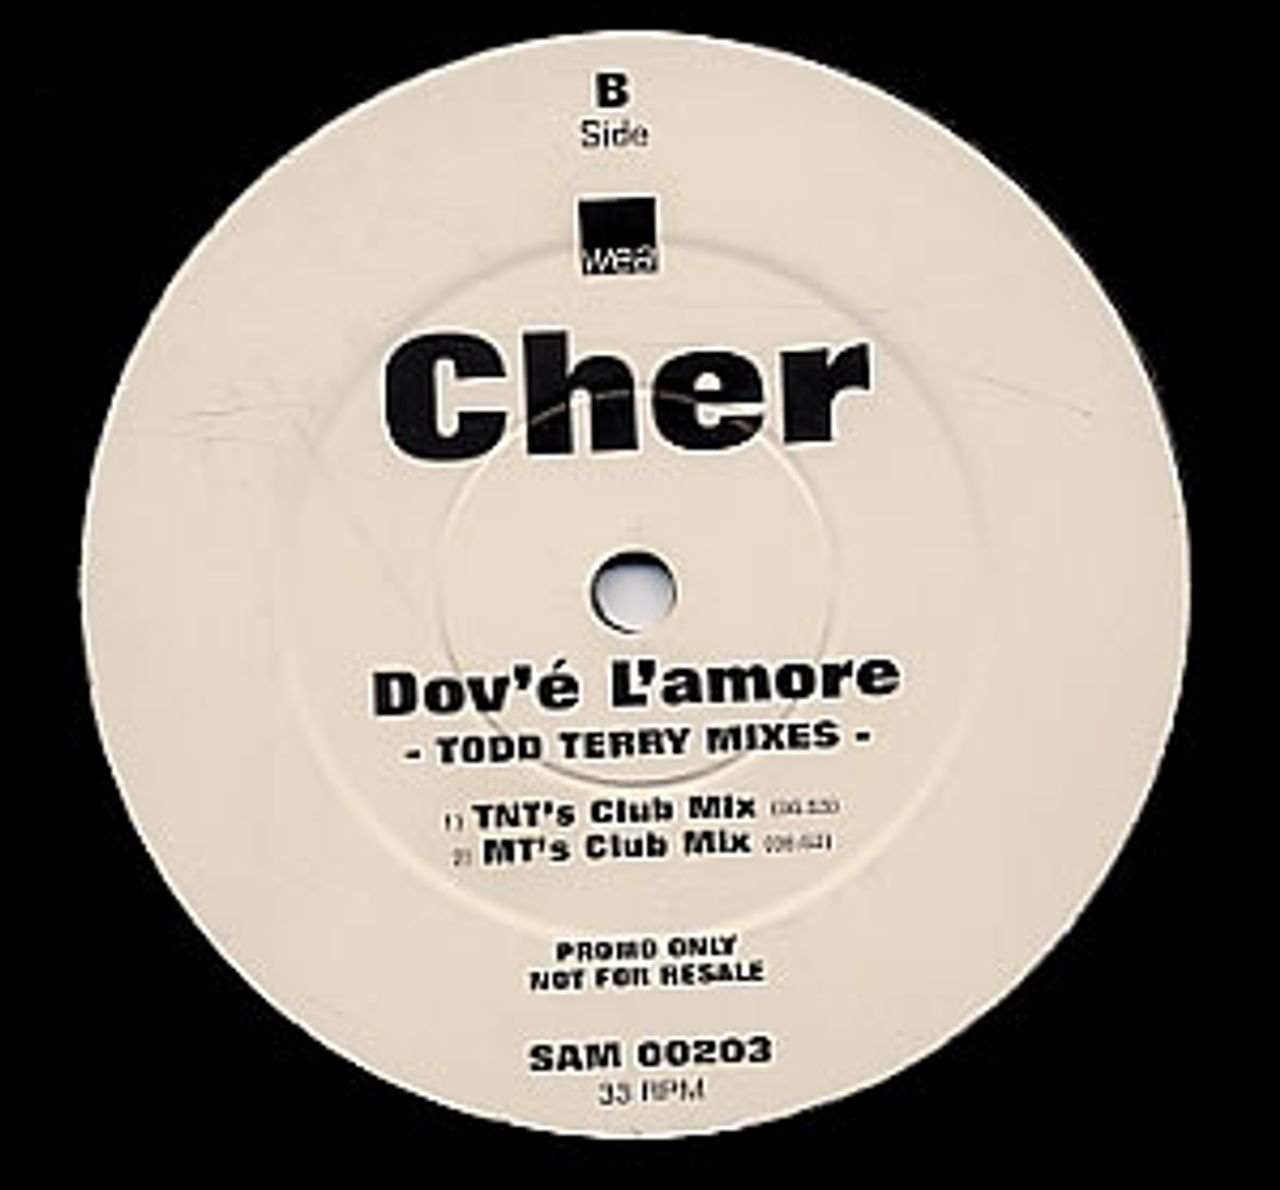 B
Side
wea
Cher
Dov'é L'amore
- TODD TERRY MIXES -
1) TNT's Club Mix
2) MT's Club Mix
PROMO ONLY
NOT FOR RESALE
SAM 00203
33 RPM